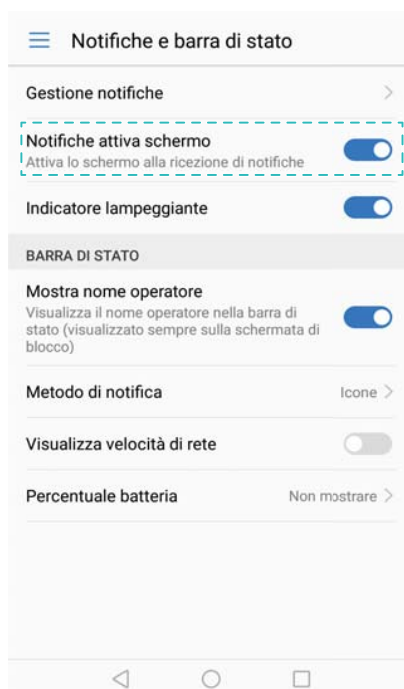 Notifiche e barra di stato
Gestione notifiche
Notifiche attiva schermo
Attiva lo schermo alla ricezione di notifiche
Indicatore lampeggiante
BARRA DI STATO
Mostra nome operatore
Visualizza il nome operatore nella barra di
stato (visualizzato sempre sulla schermata di
blocco)
Metodo di notifica Icone
Visualizza velocità di rete
Percentuale batteria Non mostrare